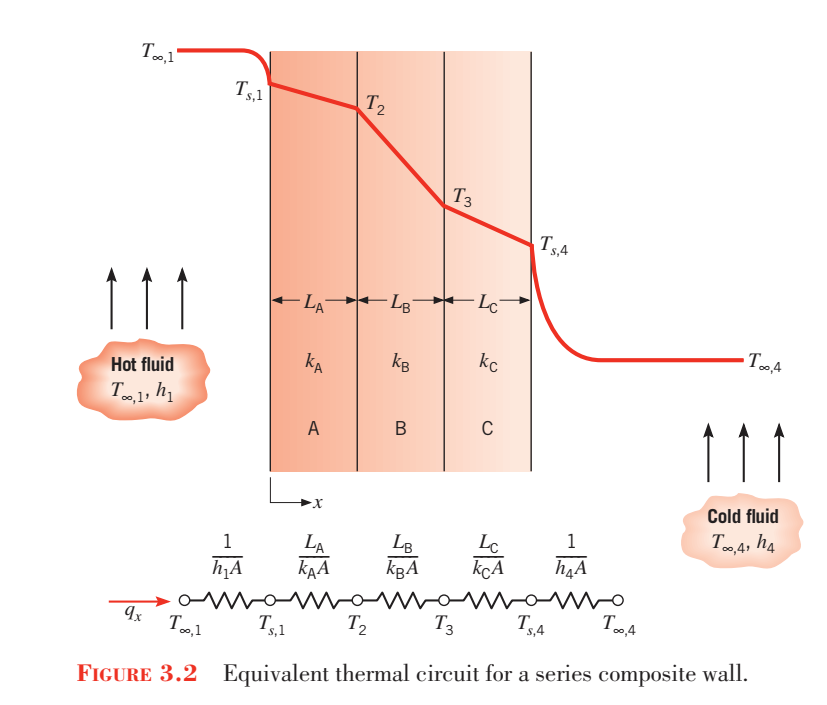 T∞,1
Ts,1
T2
T3
Ts,4
LA LB LC
Hot fluid
T∞,1, h1
kA kB kC
T∞,4
A B C
x
Cold fluid
T∞,4, h4
1/h1A LA/kAA LB/kBA LC/kCA 1/h4A
qx
T∞,1 Ts,1 T2 T3 Ts,4 T∞,4
FIGURE 3.2 Equivalent thermal circuit for a series composite wall.